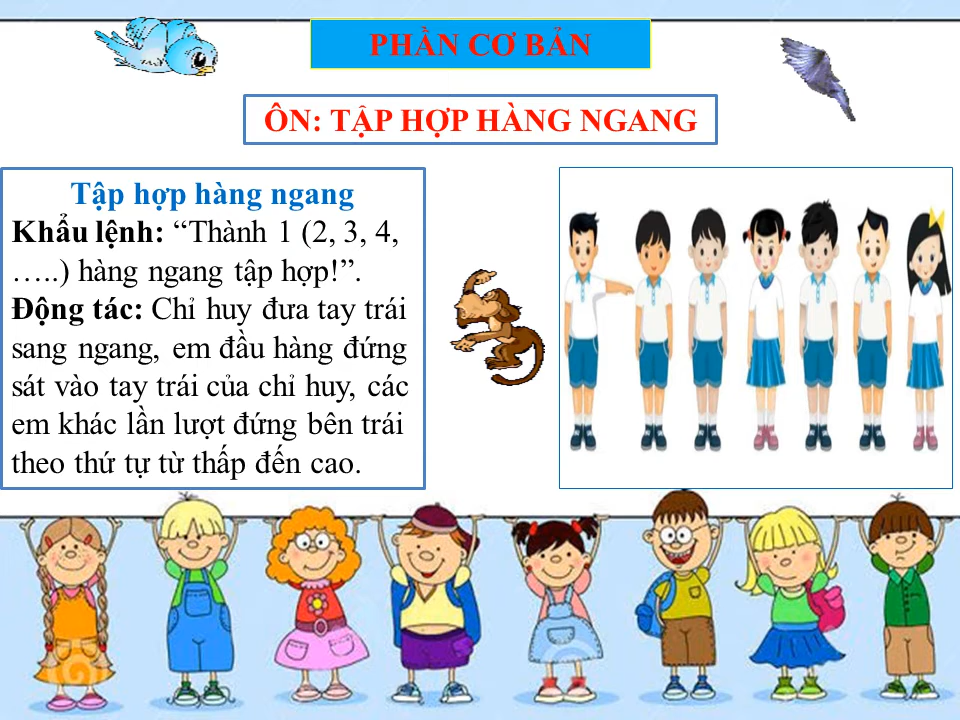 PHẦN CƠ BẢN
ÔN: TẬP HỢP HÀNG NGANG
Tập hợp hàng ngang
Khẩu lệnh: “Thành 1 (2, 3, 4,
…..) hàng ngang tập hợp!”.
Động tác: Chỉ huy đưa tay trái
sang ngang, em đầu hàng đứng
sát vào tay trái của chỉ huy, các
em khác lần lượt đứng bên trái
theo thứ tự từ thấp đến cao.